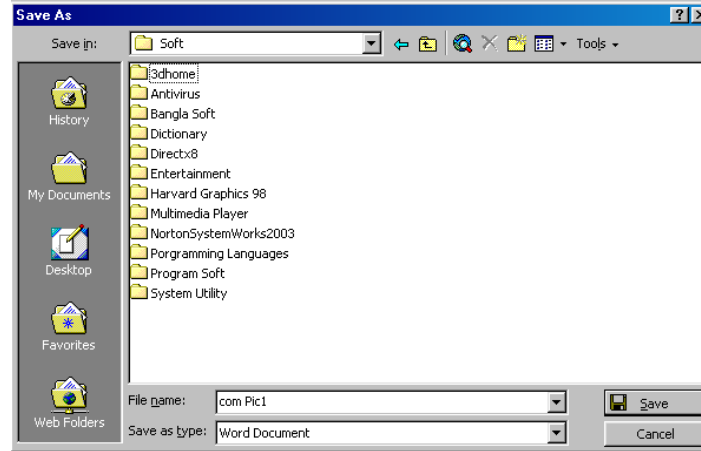 Save As
Save in: Soft Tools
3dhome
Antivirus
Bangla Soft
Dictionary
Directx8
Entertainment
Harvard Graphics 98
Multimedia Player
NortonSystemWorks2003
Porgramming Languages
Program Soft
System Utility
History
My Documents
Desktop
Favorites
Web Folders
File name: com Pic1 Save
Save as type: Word Document Cancel